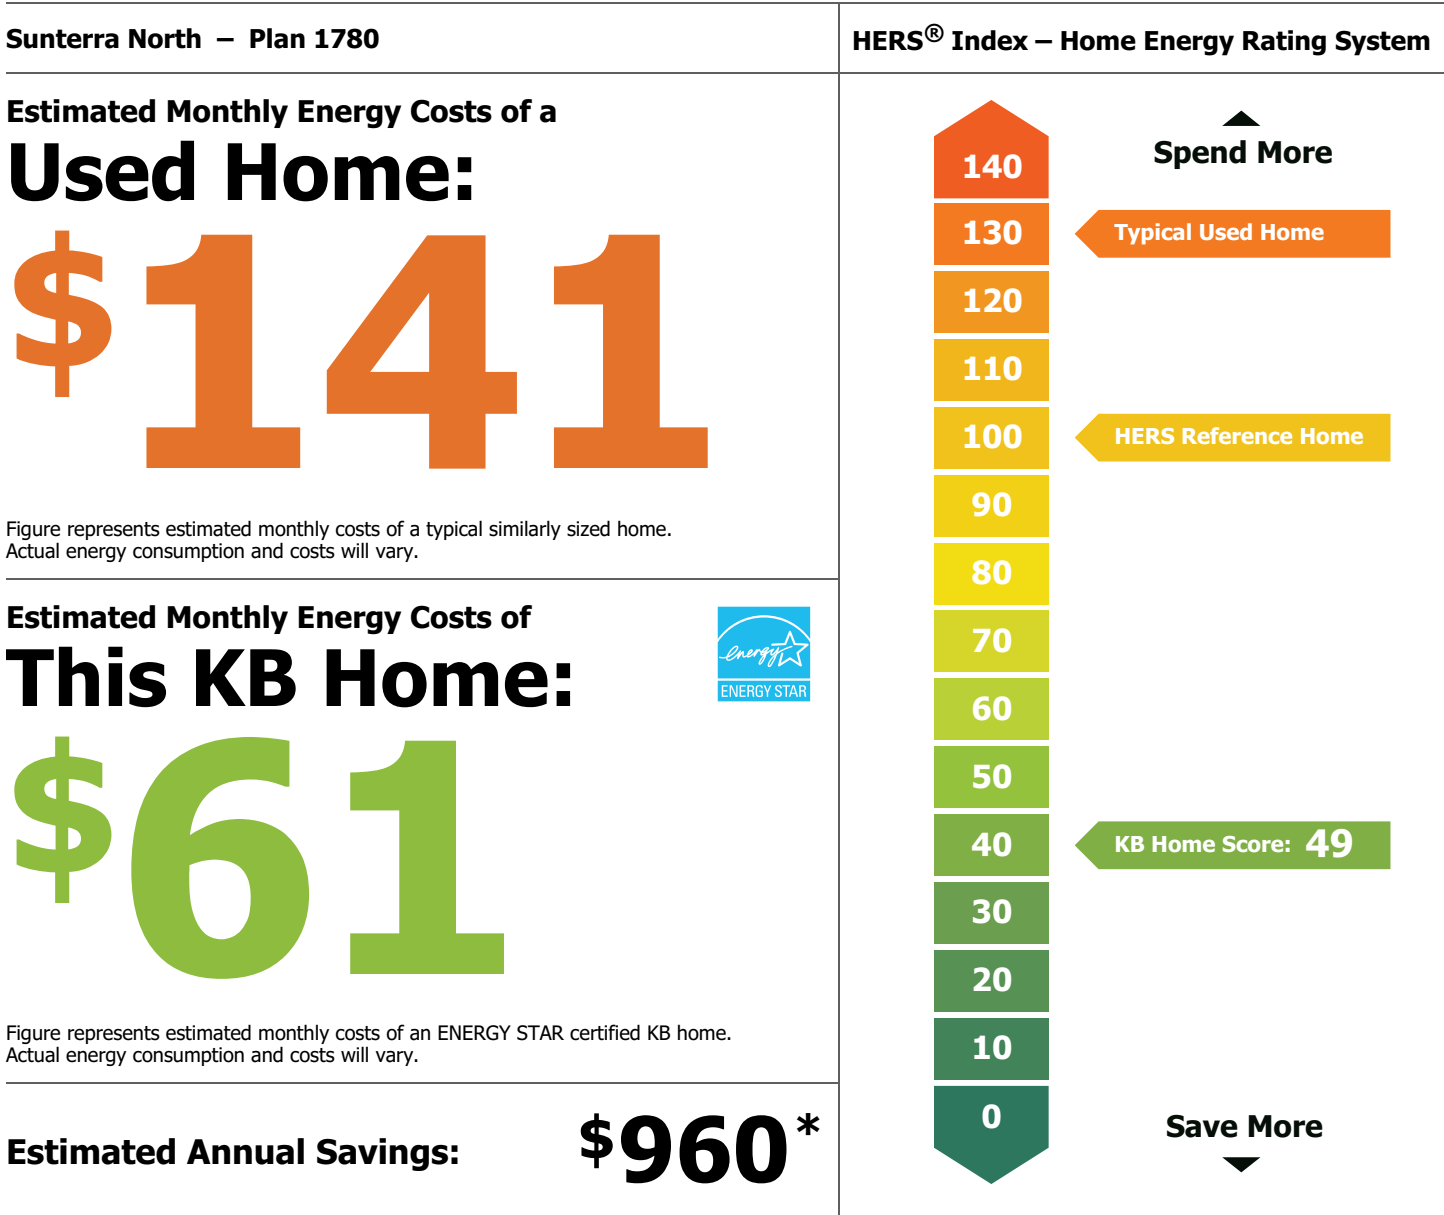 Sunterra North – Plan 1780
Estimated Monthly Energy Costs of a
Used Home:
$141
Figure represents estimated monthly costs of a typical similarly sized home.
Actual energy consumption and costs will vary.
Estimated Monthly Energy Costs of
This KB Home:
energy
ENERGY STAR
$61
Figure represents estimated monthly costs of an ENERGY STAR certified KB home.
Actual energy consumption and costs will vary.
Estimated Annual Savings: $960*
HERS® Index – Home Energy Rating System
Spend More
140
130 Typical Used Home
120
110
100 HERS Reference Home
90
80
70
60
50
40 KB Home Score: 49
30
20
10
0
Save More